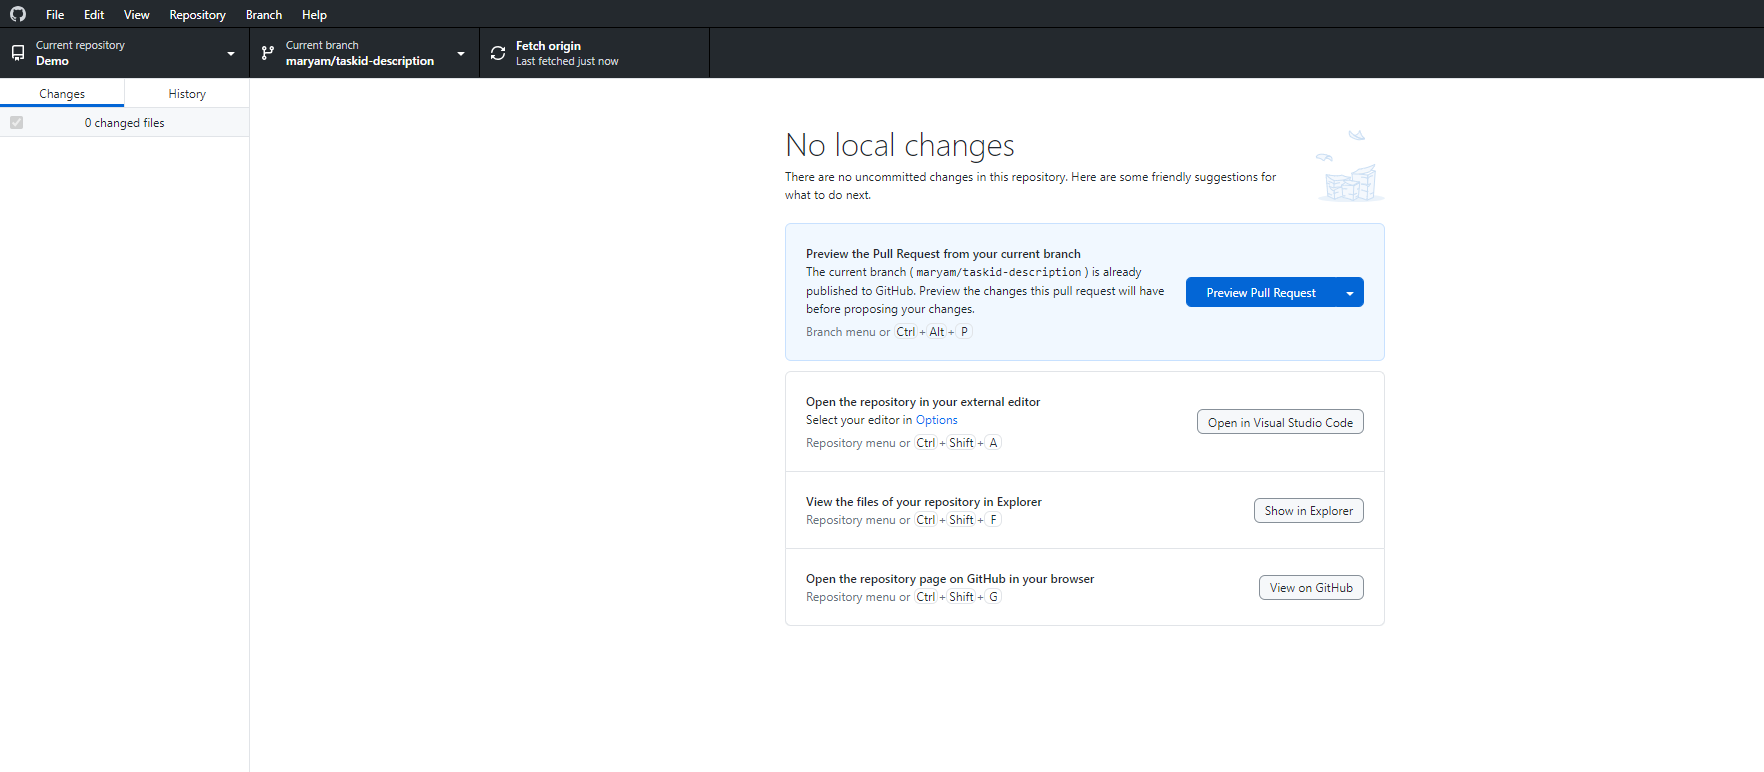 File Edit View Repository Branch Help
Current repository
Demo
Current branch
maryam/taskid-description
Fetch origin
Last fetched just now
Changes History
0 changed files
No local changes
There are no uncommitted changes in this repository. Here are some friendly suggestions for
what to do next.
Preview the Pull Request from your current branch
The current branch ( maryam/taskid-description ) is already
published to GitHub. Preview the changes this pull request will have
before proposing your changes.
Branch menu or Ctrl + Alt + P
Preview Pull Request
Open the repository in your external editor
Select your editor in Options
Repository menu or Ctrl + Shift + A
Open in Visual Studio Code
View the files of your repository in Explorer
Repository menu or Ctrl + Shift + F
Show in Explorer
Open the repository page on GitHub in your browser
Repository menu or Ctrl + Shift + G
View on GitHub